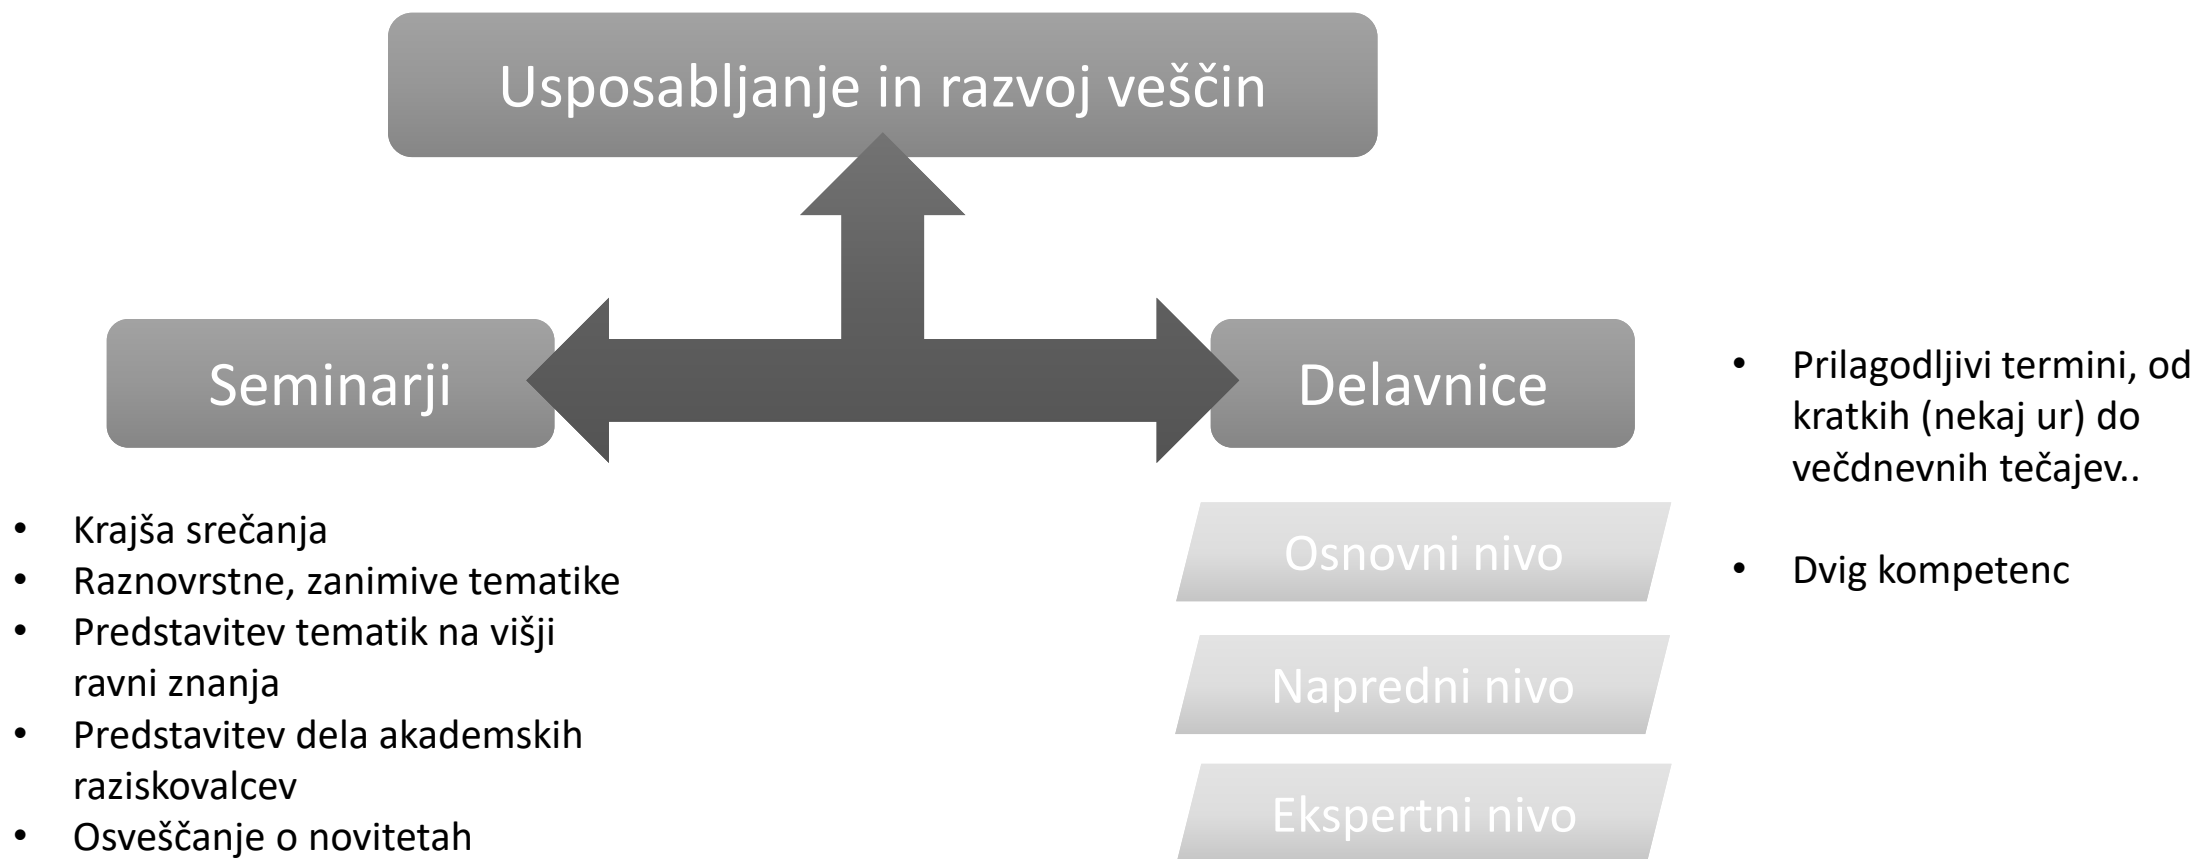 Usposabljanje in razvoj veščin
Seminarji
Delavnice
• Krajša srečanja
• Raznovrstne, zanimive tematike
• Predstavitev tematik na višji
ravni znanja
• Predstavitev dela akademskih
raziskovalcev
• Osveščanje o novitetah
Osnovni nivo
Napredni nivo
Ekspertni nivo
• Prilagodljivi termini, od
kratkih (nekaj ur) do
večdnevnih tečajev..
• Dvig kompetenc